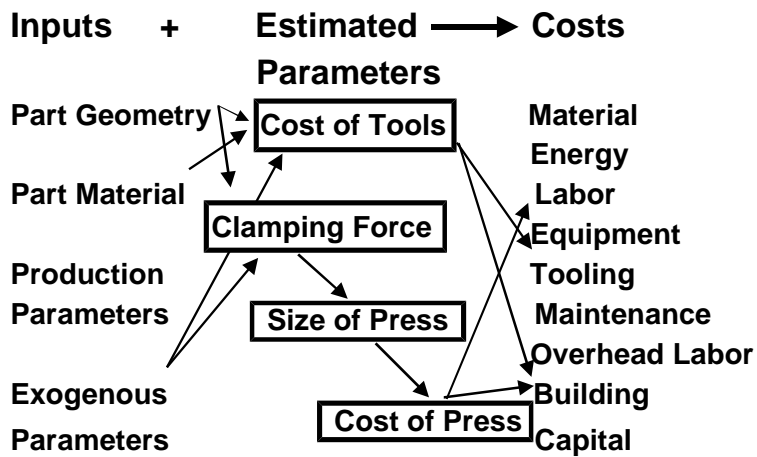 Inputs + Estimated Costs
Parameters
Part Geometry
Part Material
Production
Parameters
Exogenous
Parameters
Cost of Tools
Clamping Force
Size of Press
Cost of Press
Material
Energy
Labor
Equipment
Tooling
Maintenance
Overhead Labor
Building
Capital